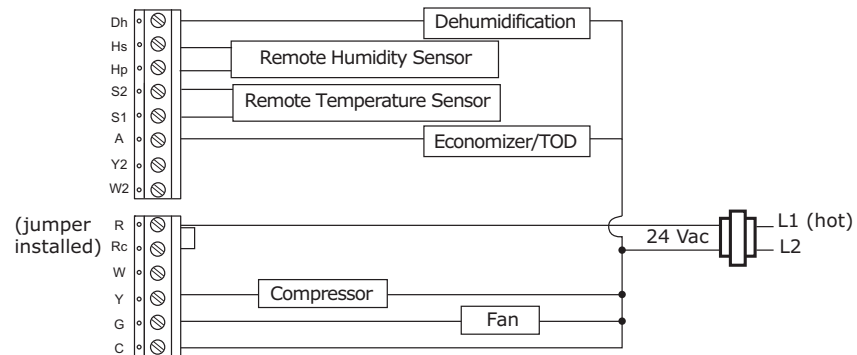 Dh Dehumidification
Hs
Remote Humidity Sensor
Hp
S2
Remote Temperature Sensor
S1
A Economizer/TOD
Y2
W2
(jumper installed)
R
L1 (hot)
24 Vac
Rc
L2
W
Y Compressor
G Fan
C